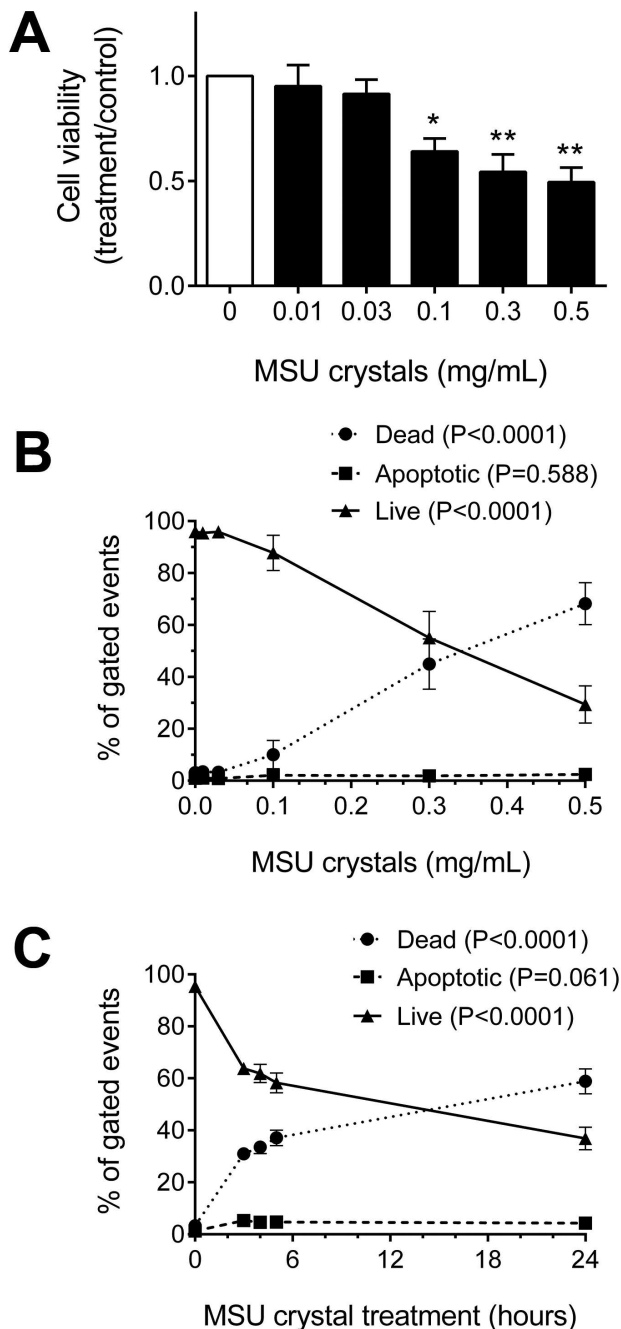 A
Cell viability
(treatment/control)
1.0
0.5
0.0
* ** **
0 0.01 0.03 0.1 0.3 0.5
MSU crystals (mg/mL)
B
Dead (P<0.0001)
Apoptotic (P=0.588)
Live (P<0.0001)
% of gated events
100
80
60
40
20
0
0.0 0.1 0.2 0.3 0.4 0.5
MSU crystals (mg/mL)
C
Dead (P<0.0001)
Apoptotic (P=0.061)
Live (P<0.0001)
% of gated events
100
80
60
40
20
0
0 6 12 18 24
MSU crystal treatment (hours)